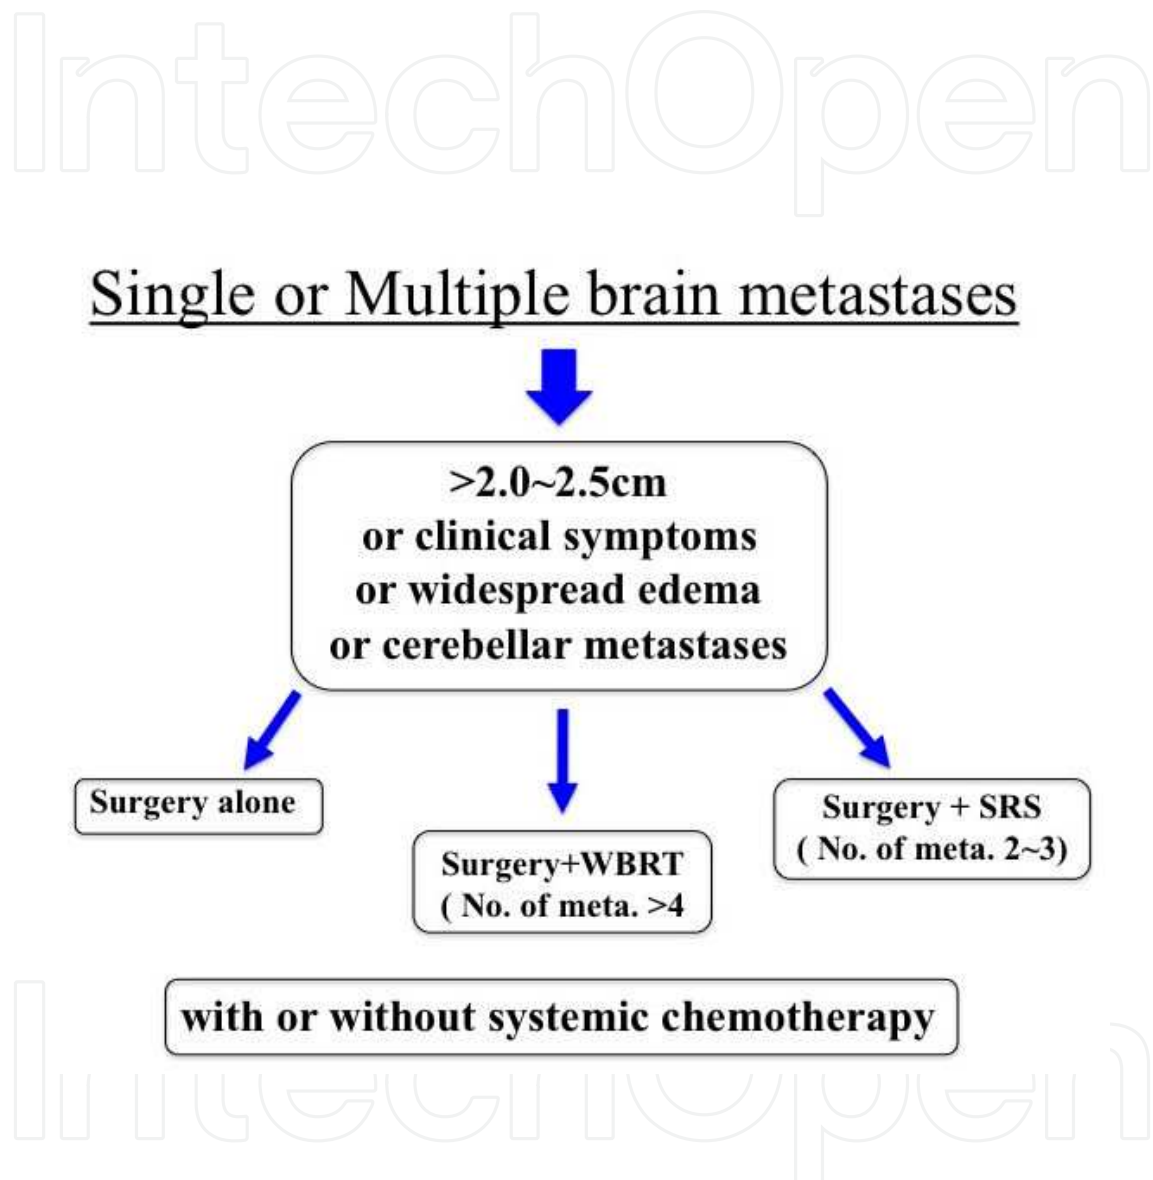 IntechOpen
Single or Multiple brain metastases
>2.0~2.5cm
or clinical symptoms
or widespread edema
or cerebellar metastases
Surgery alone
Surgery + SRS
( No. of meta. 2~3)
Surgery+WBRT
( No. of meta. >4
with or without systemic chemotherapy
IntechOpen